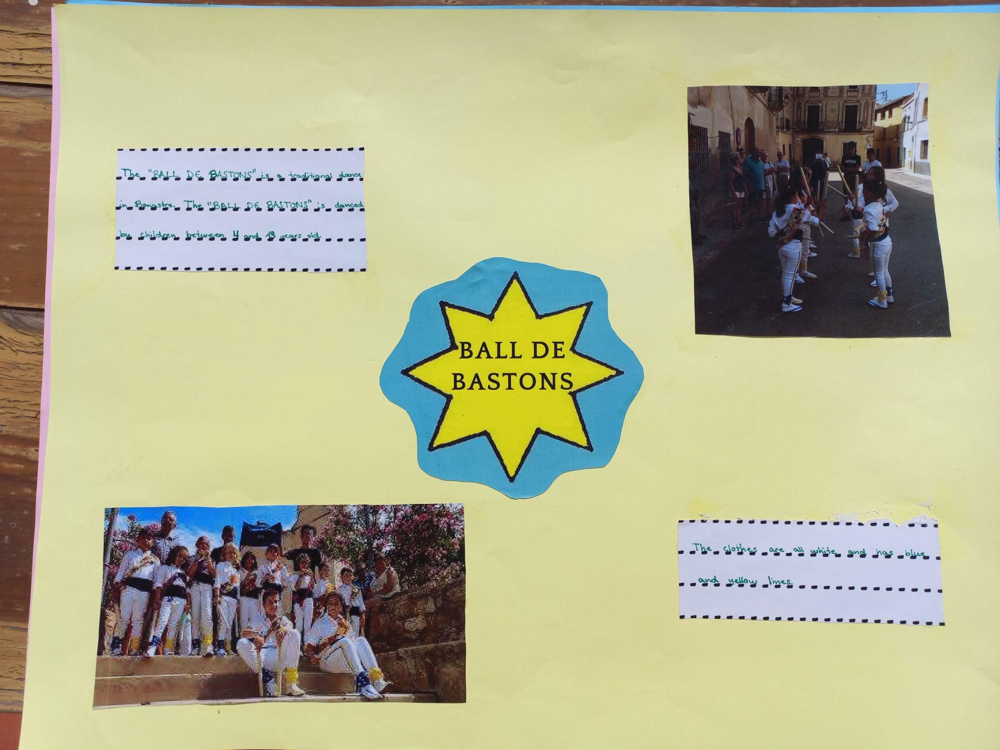 The "BALL DE BASTONS" is a traditional dance
in Bonastre. The "BALL DE BASTONS" is danced
by children between 4 and 13 years old.
BALL DE
BASTONS
The clothes are all white and has blue
and yellow lines.